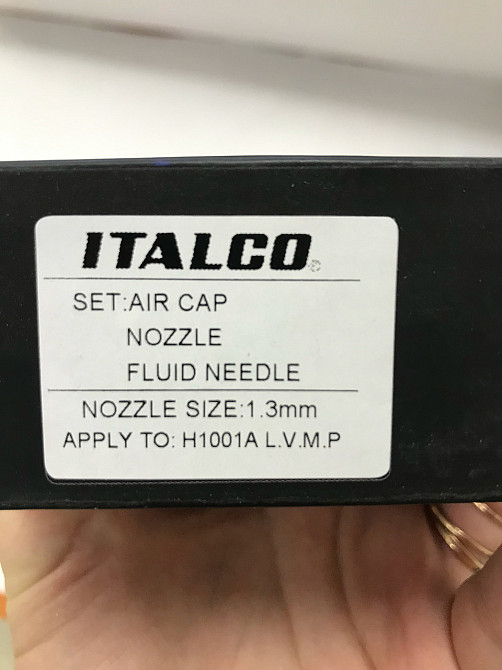 ITALCO®
SET:AIR CAP
NOZZLE
FLUID NEEDLE
NOZZLE SIZE:1.3mm
APPLY TO: H1001A L.V.M.P